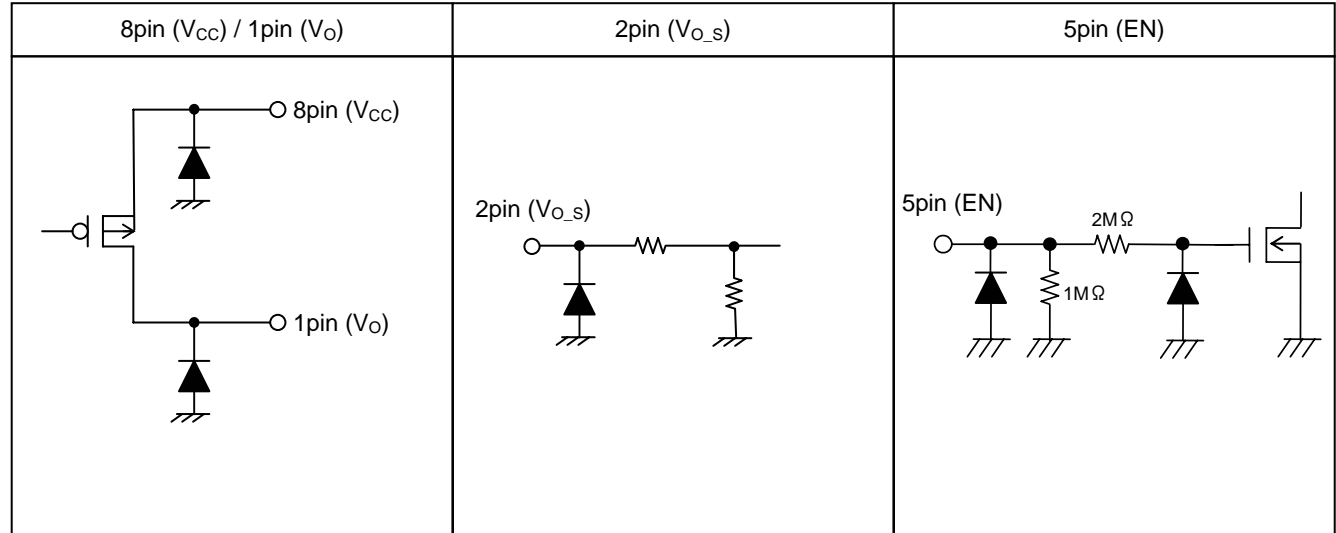 8pin (VCC) / 1pin (VO)
2pin (VO_S)
5pin (EN)
8pin (VCC)
1pin (VO)
2pin (VO_S)
5pin (EN)
2MΩ
1MΩ